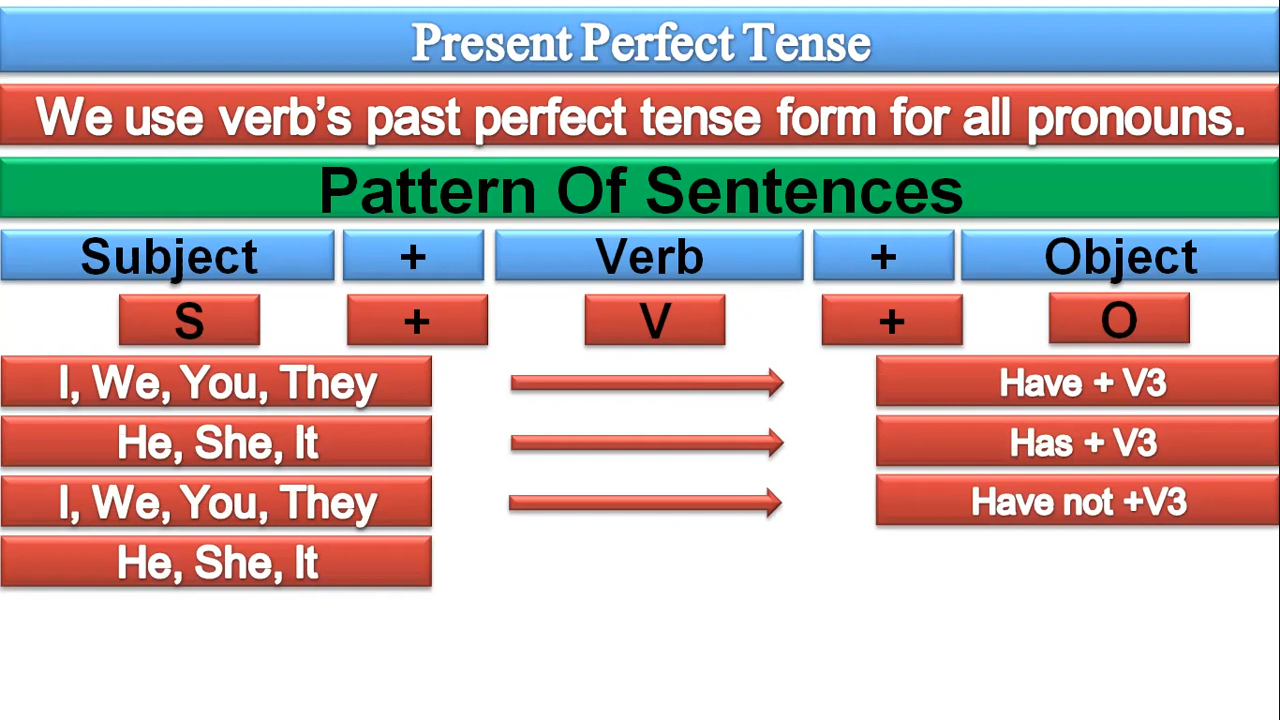 Present Perfect Tense
We use verb’s past perfect tense form for all pronouns.
Pattern Of Sentences
Subject + Verb + Object
S + V + O
I, We, You, They Have + V3
He, She, It Has + V3
I, We, You, They Have not +V3
He, She, It